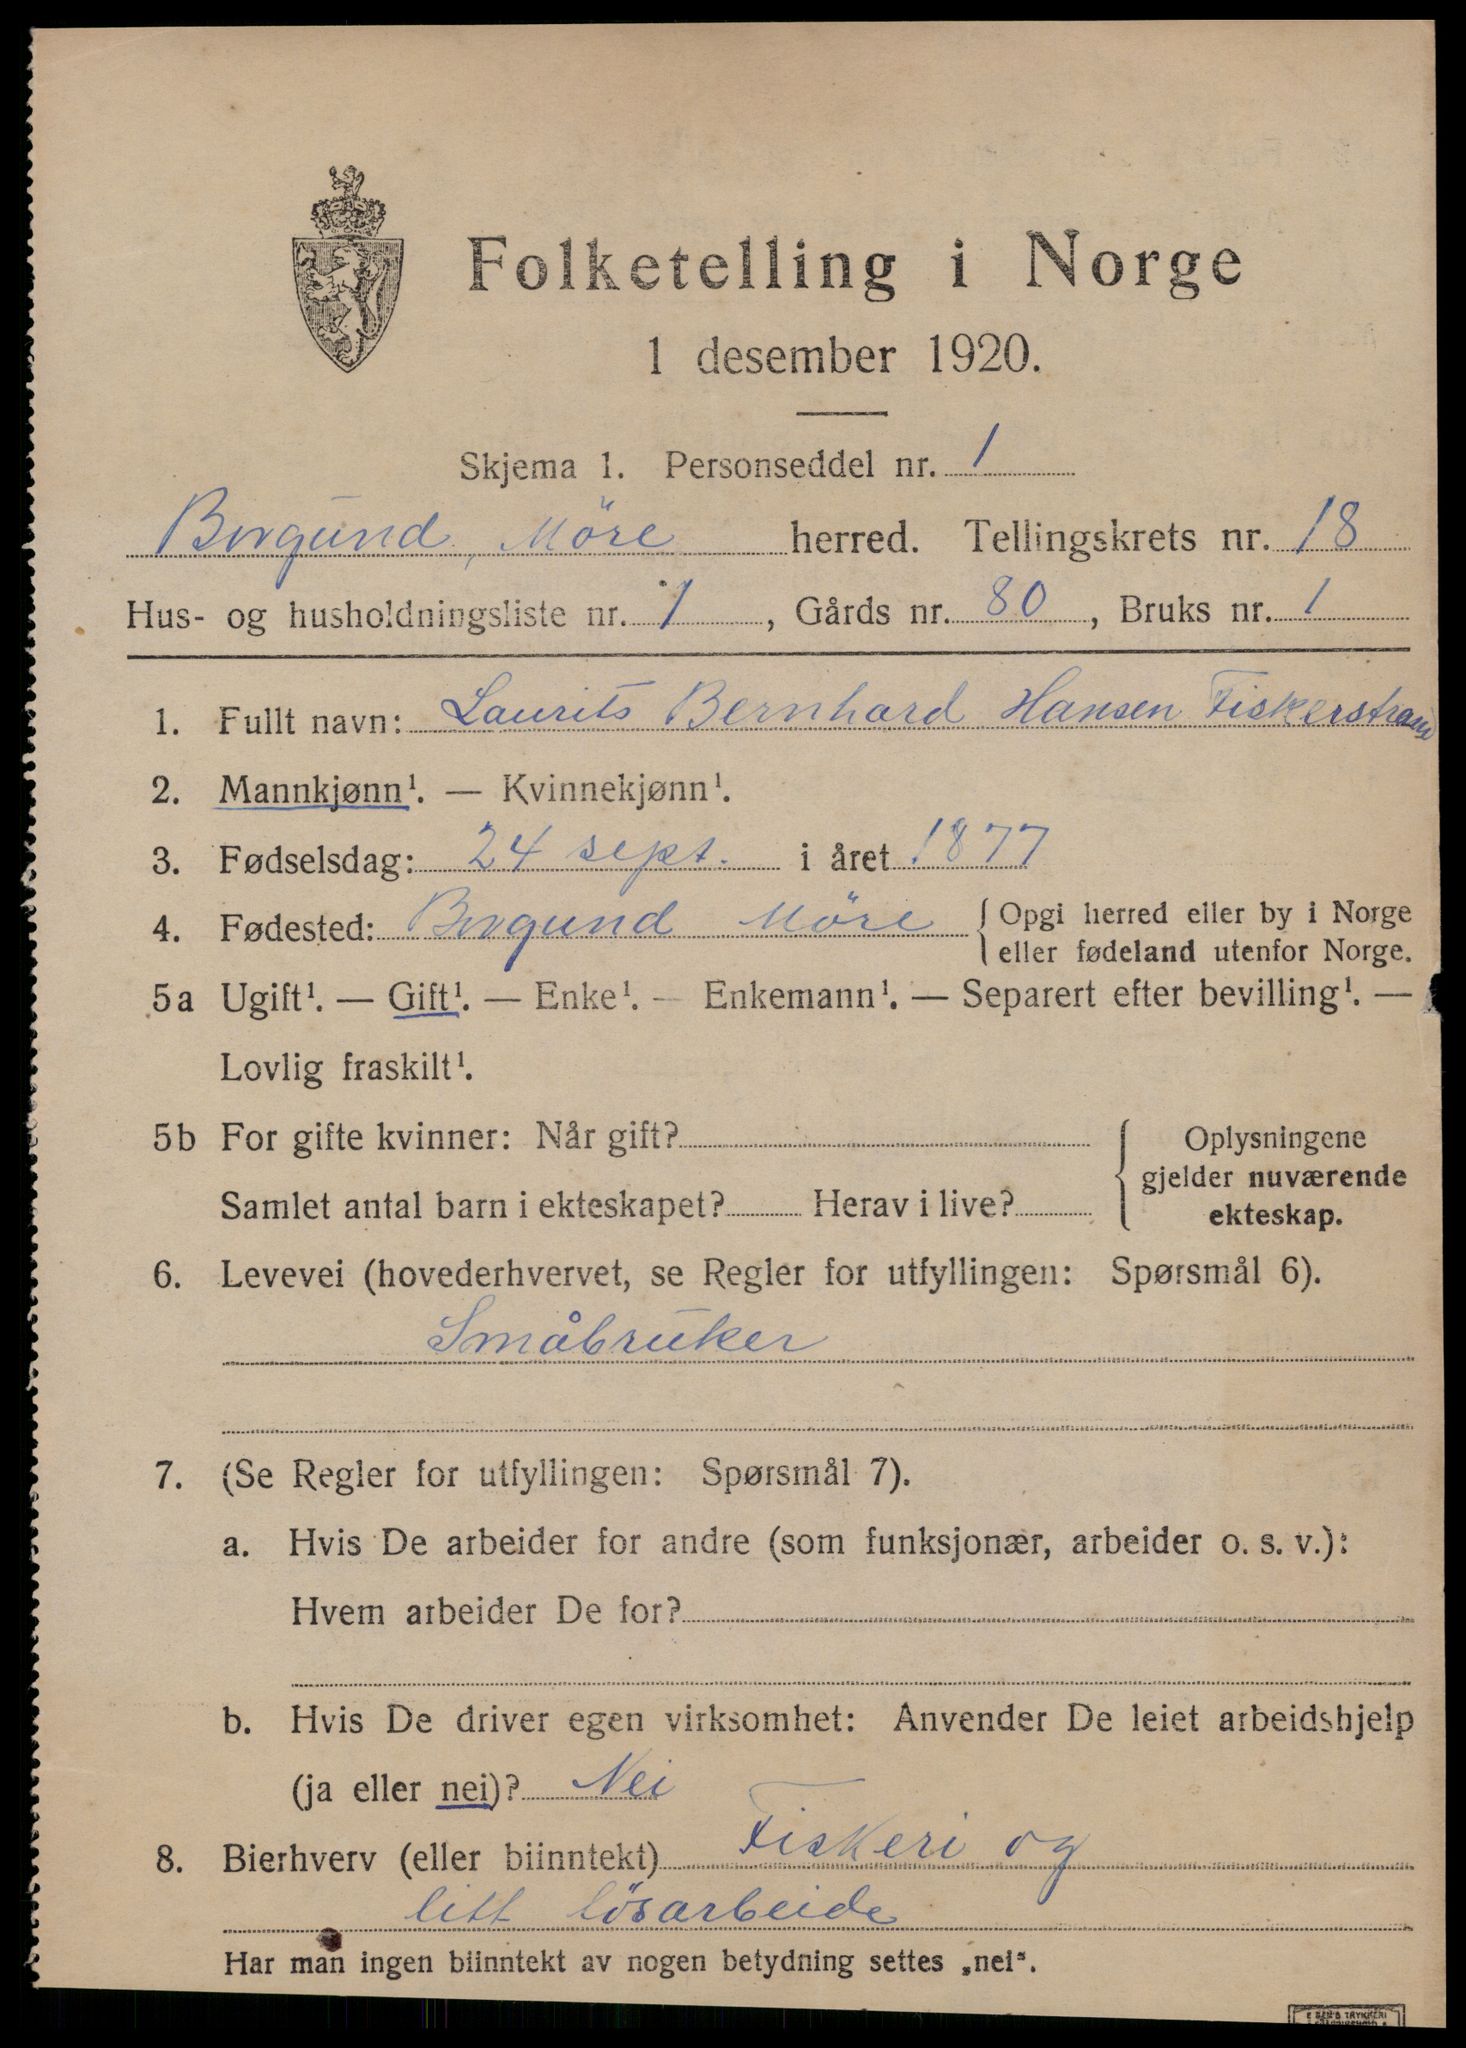 Folketelling i Norge
1 desember 1920.
Skjema 1. Personseddel nr. 1
Borgund, Möre herred. Tellingskrets nr. 18
Hus- og husholdningsliste nr. 1, Gårds nr. 80, Bruks nr. 1
1. Fullt navn: Laurits Bernhard Hansen Fiskerstrand
2. Mannkjønn¹. — Kvinnekjønn¹.
3. Fødselsdag: 24 sept. i året 1877
4. Fødested: Borgund Möre { Opgi herred eller by i Norge
eller fødeland utenfor Norge.
5a Ugift¹. — Gift¹. — Enke¹. — Enkemann¹. — Separert efter bevilling¹. —
Lovlig fraskilt¹.
5b For gifte kvinner: Når gift?
Samlet antal barn i ekteskapet? Herav i live?
Oplysningene
gjelder nuværende
ekteskap.
6. Levevei (hovederhvervet, se Regler for utfyllingen: Spørsmål 6).
Småbruker
7. (Se Regler for utfyllingen: Spørsmål 7).
a. Hvis De arbeider for andre (som funksjonær, arbeider o. s. v.):
Hvem arbeider De for?
b. Hvis De driver egen virksomhet: Anvender De leiet arbeidshjelp
(ja eller nei)? Nei
8. Bierhverv (eller biinntekt) Fiskeri og
litt lösarbeide
Har man ingen biinntekt av nogen betydning settes „nei".